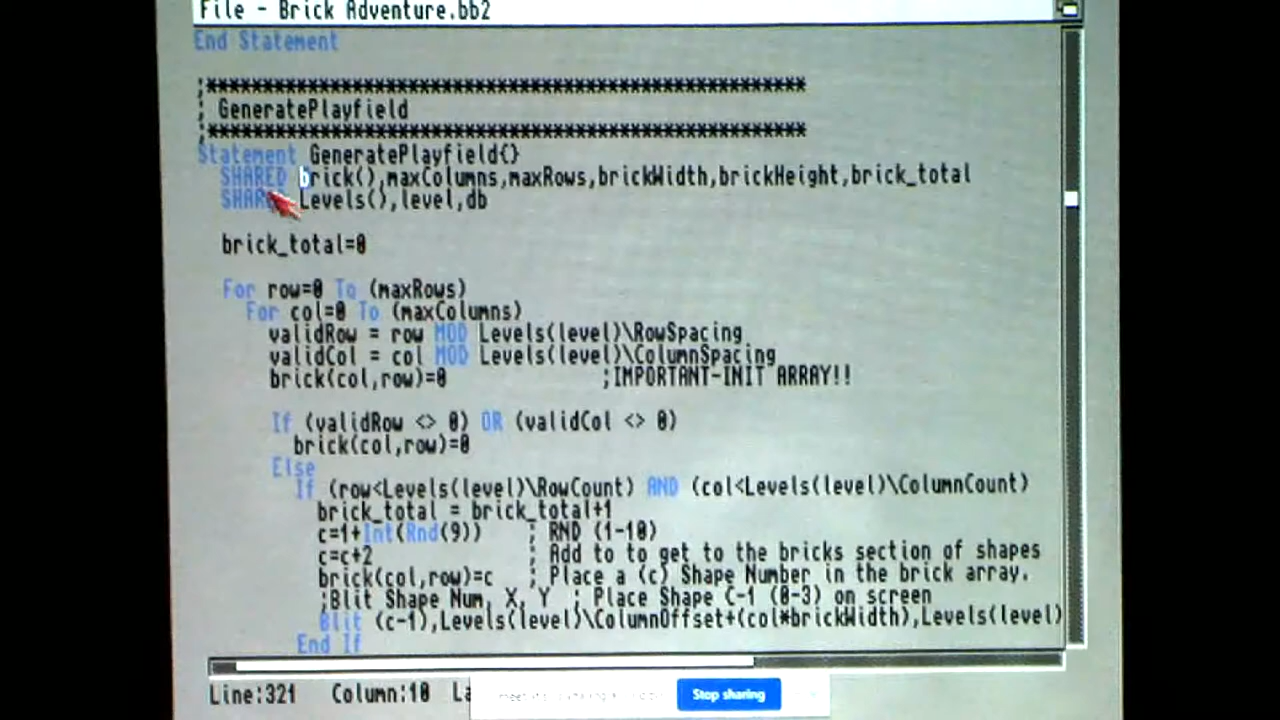 File - Brick Adventure.bb2
End Statement
;*****************************************************
; GeneratePlayfield
;*****************************************************
Statement GeneratePlayfield{}
SHARED brick(),maxColumns,maxRows,brickWidth,brickHeight,brick_total
SHARED Levels(),level,db
brick_total=0
For row=0 To (maxRows)
For col=0 To (maxColumns)
validRow = row MOD Levels(level)\RowSpacing
validCol = col MOD Levels(level)\ColumnSpacing
brick(col,row)=0 ;IMPORTANT-INIT ARRAY!!
If (validRow <> 0) OR (validCol <> 0)
brick(col,row)=0
Else
If (row<Levels(level)\RowCount) AND (col<Levels(level)\ColumnCount)
brick_total = brick_total+1
c=1+Int(Rnd(9)) ; RND (1-10)
c=c+2 ; Add to to get to the bricks section of shapes
brick(col,row)=c ; Place a (c) Shape Number in the brick array.
;Blit Shape Num, X, Y ; Place Shape C-1 (0-3) on screen
Blit (c-1),Levels(level)\ColumnOffset+(col*brickWidth),Levels(level)
End If
Line:321 Column:10 La
Stop sharing